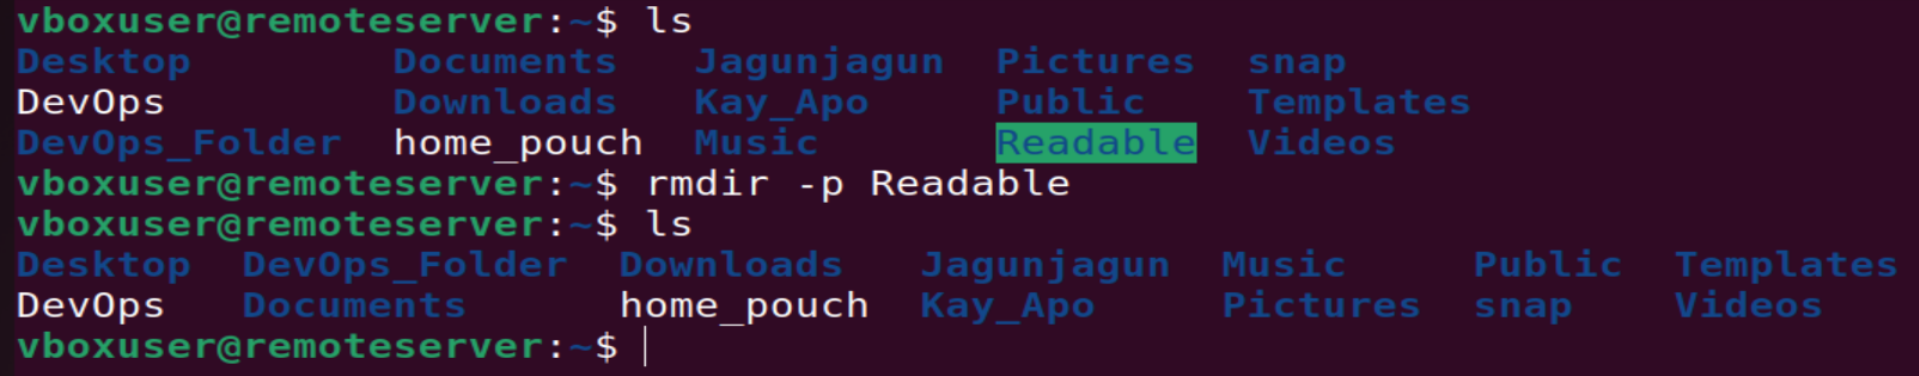 vboxuser@remoteserver:~$ ls
Desktop Documents Jagunjagun Pictures snap
DevOps Downloads Kay_Apo Public Templates
DevOps_Folder home_pouch Music Readable Videos
vboxuser@remoteserver:~$ rmdir -p Readable
vboxuser@remoteserver:~$ ls
Desktop DevOps_Folder Downloads Jagunjagun Music Public Templates
DevOps Documents home_pouch Kay_Apo Pictures snap Videos
vboxuser@remoteserver:~$